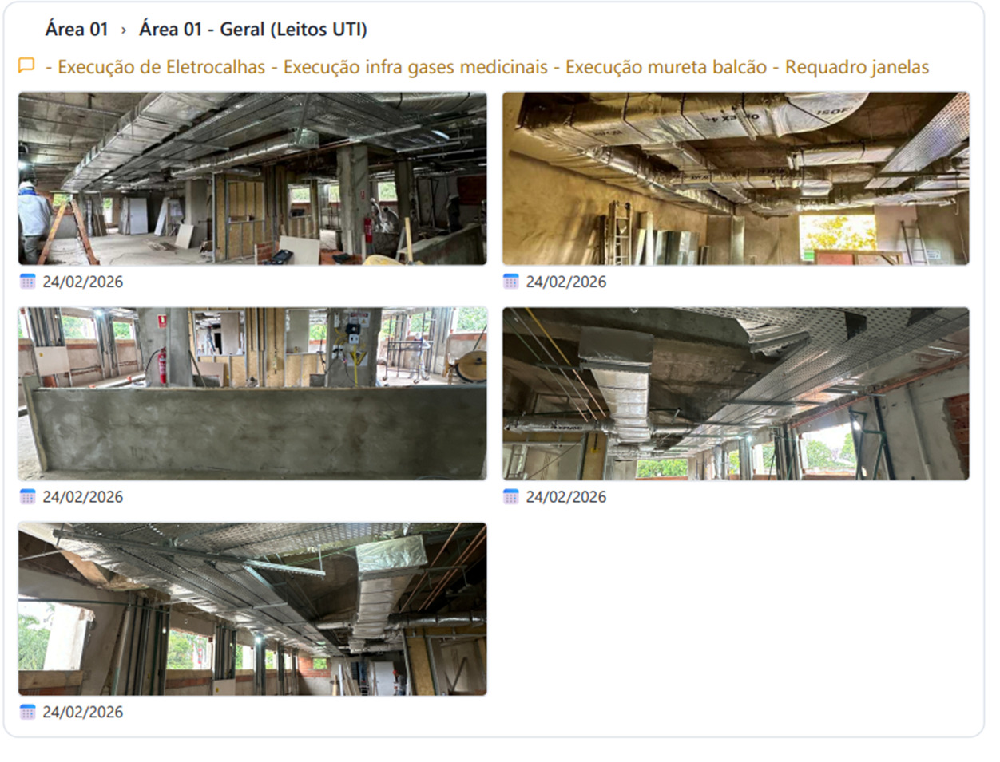 Área 01 › Área 01 - Geral (Leitos UTI)
- Execução de Eletrocalhas - Execução infra gases medicinais - Execução mureta balcão - Requadro janelas
24/02/2026
24/02/2026
24/02/2026
24/02/2026
24/02/2026